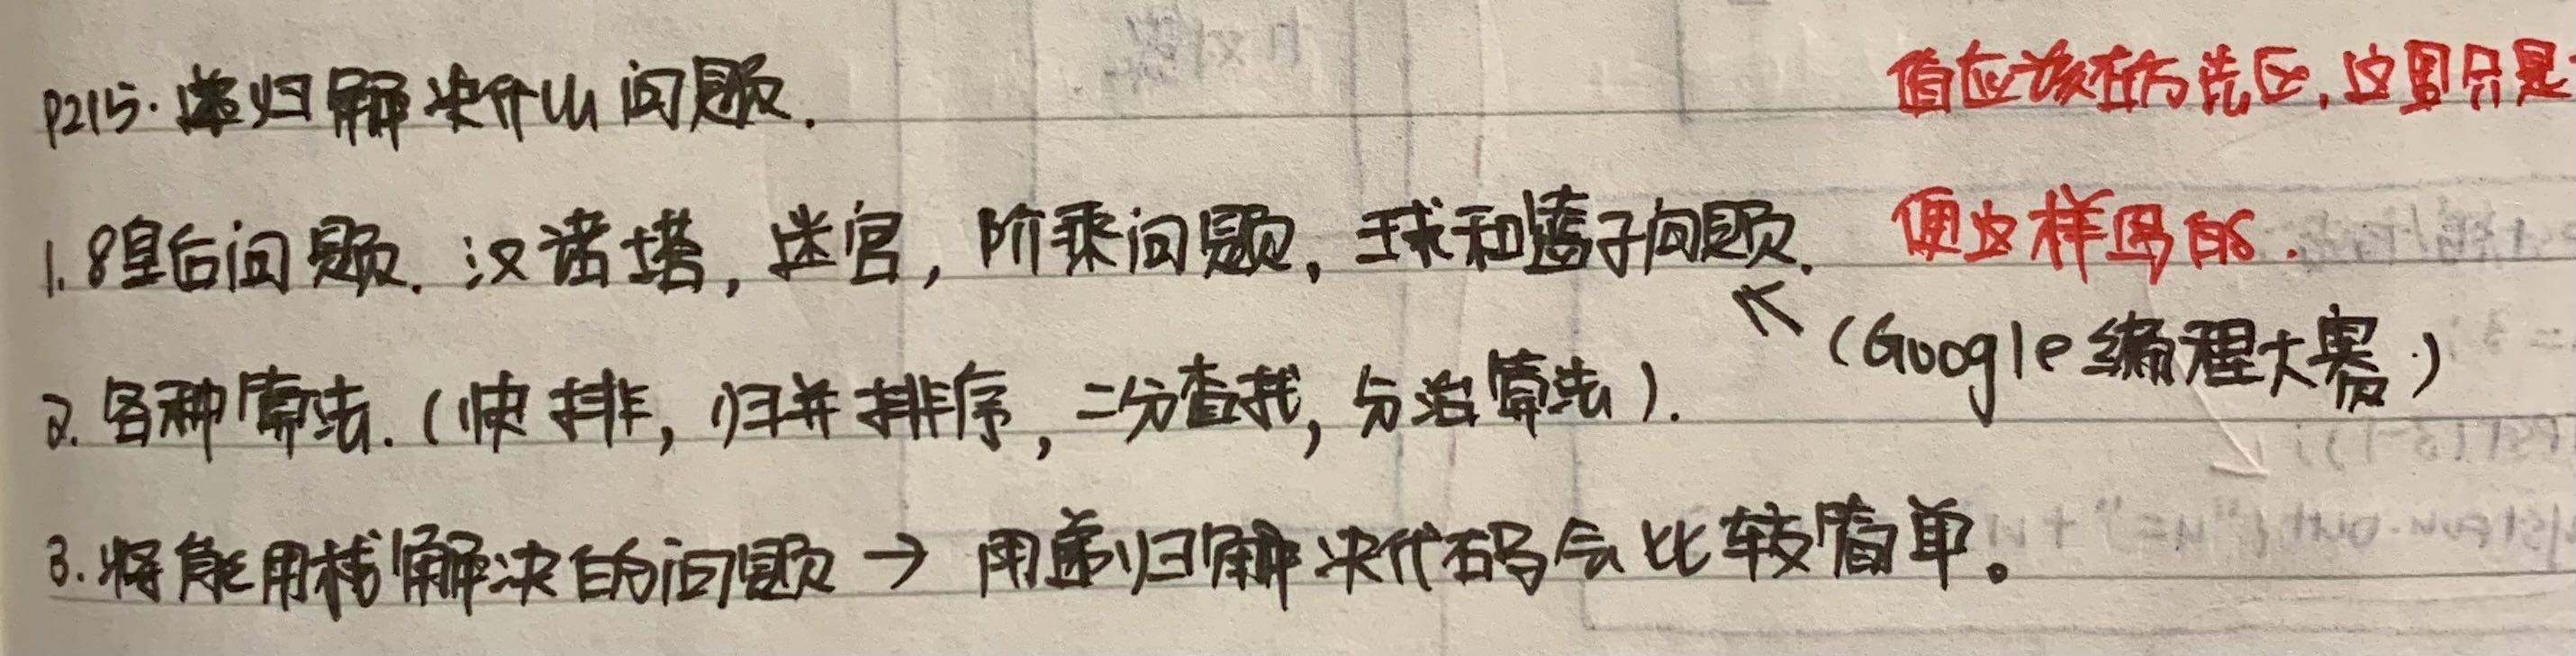 P215. 递归解决什么问题.
值应该在方法区,这里只是
1. 8皇后问题. 汉诺塔, 迷宫, 阶乘问题, 球和篮子问题.
便这样写的.
(Google编程大赛.)
2. 各种算法. (快排, 归并排序, 二分查找, 分治算法).
3. 将能用栈解决的问题 → 用递归解决代码会比较简单。